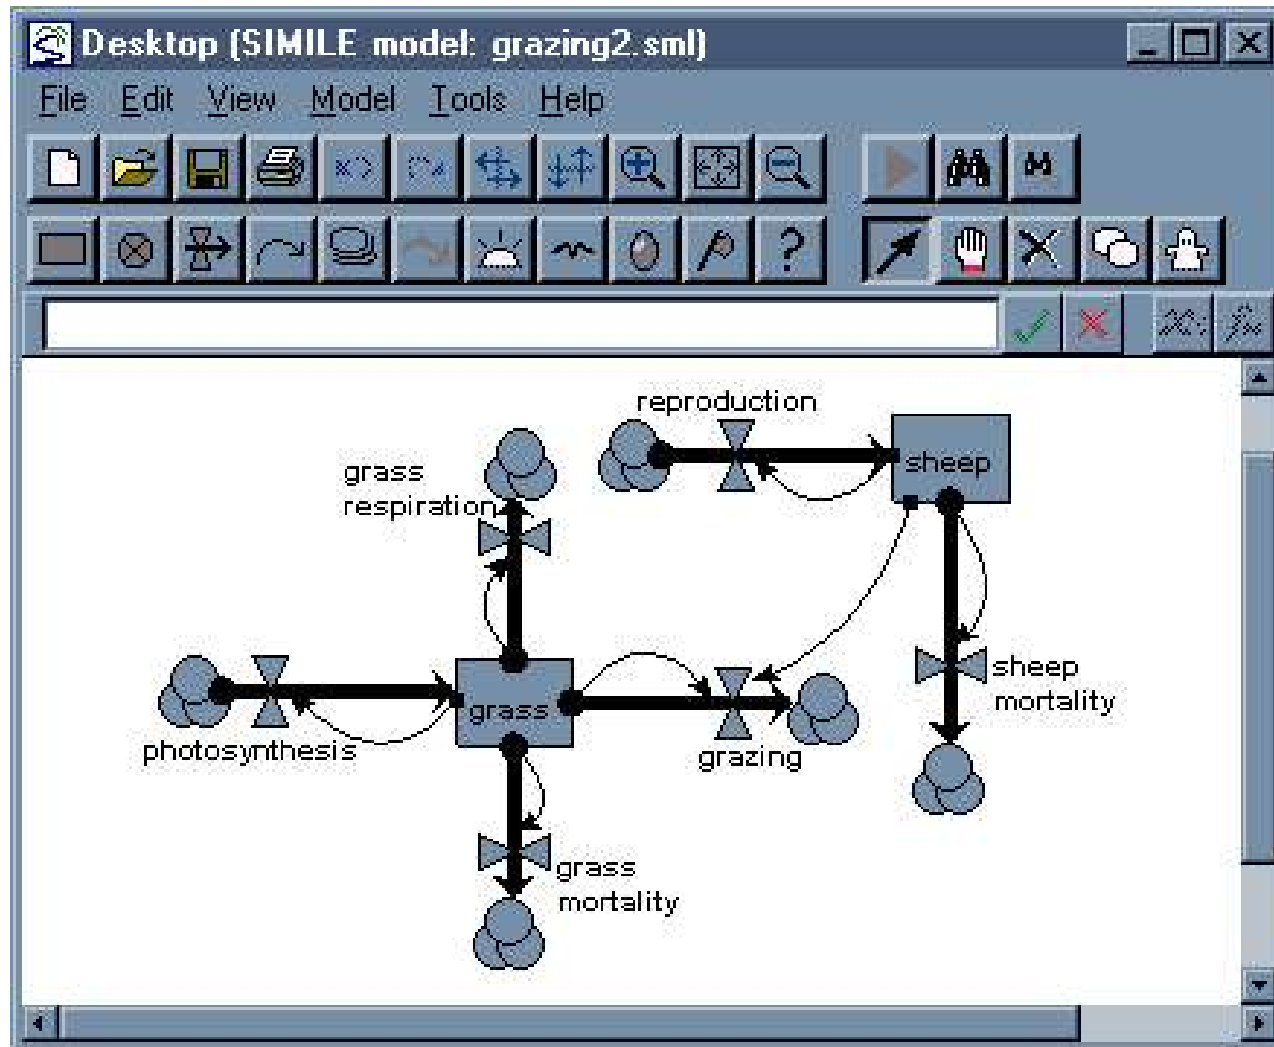 Desktop (SIMILE model: grazing2.sml)
File Edit View Model Tools Help
?
reproduction
sheep
grass
respiration
grass
photosynthesis
grazing
sheep
mortality
grass
mortality